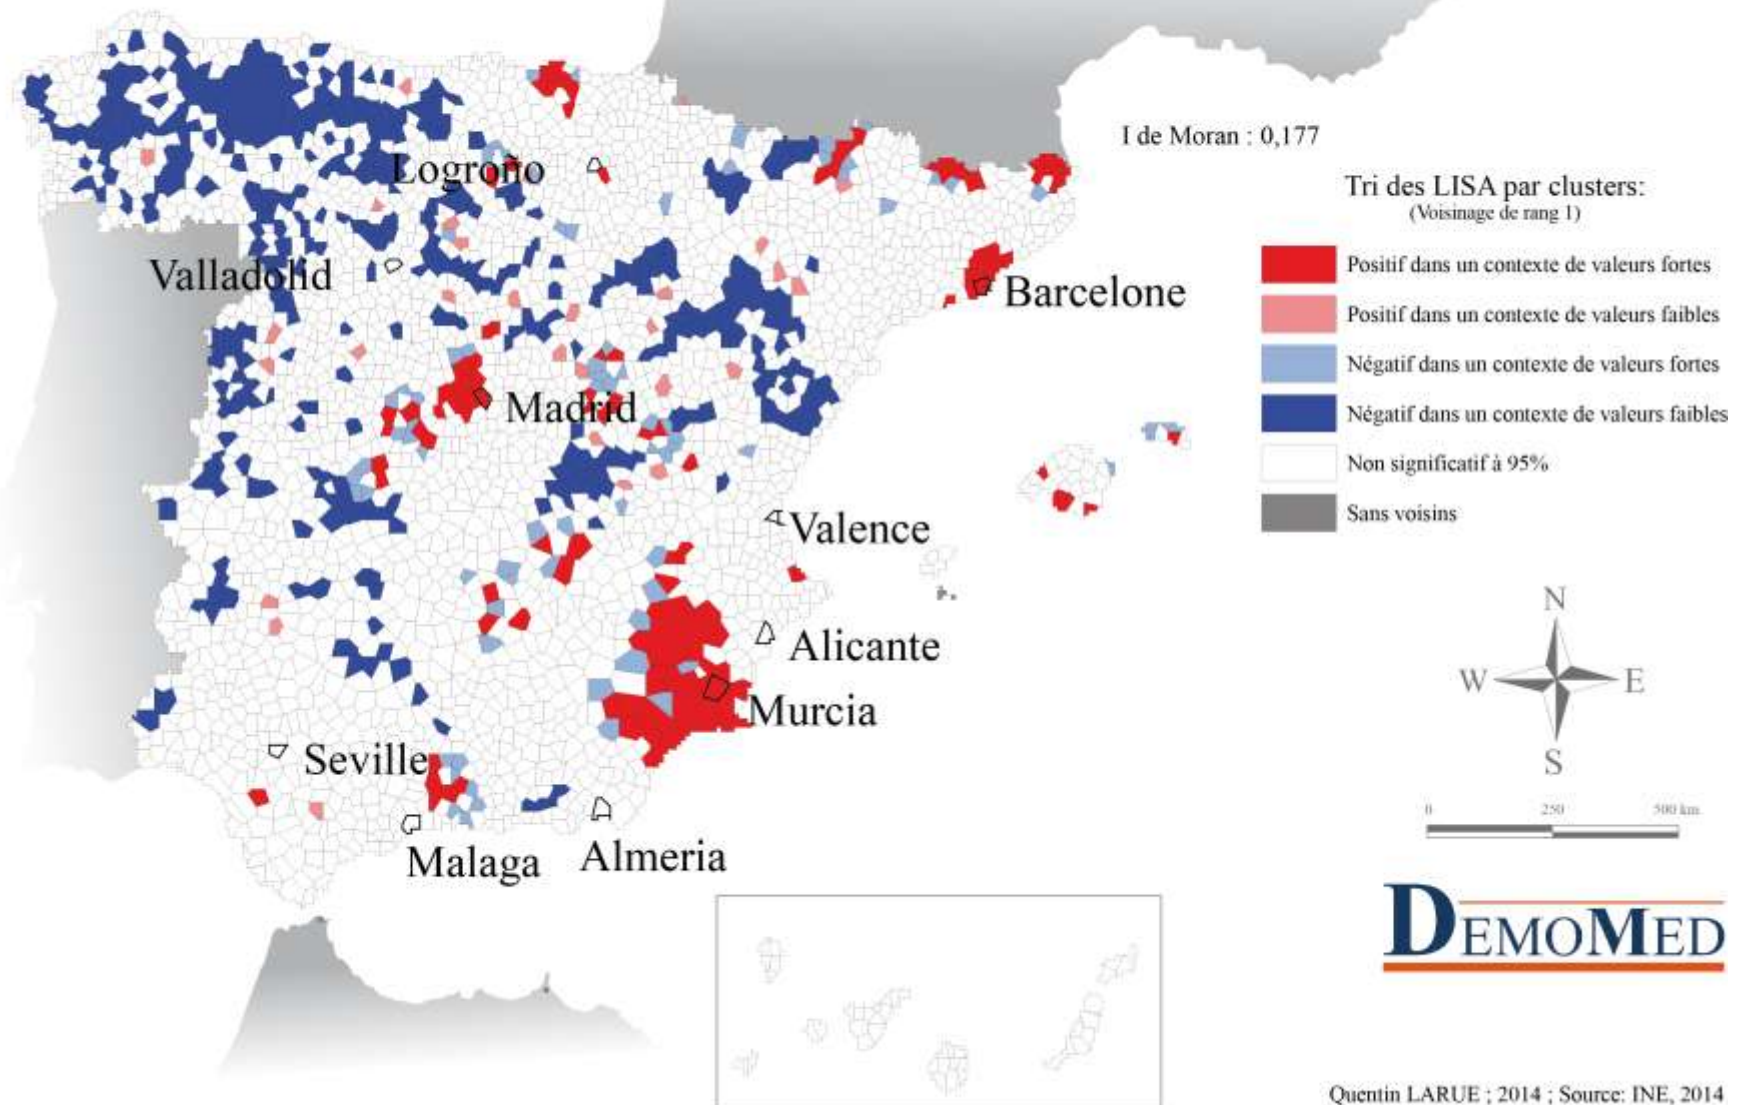 I de Moran : 0,177
Tri des LISA par clusters:
(Voisinage de rang 1)
Positif dans un contexte de valeurs fortes
Positif dans un contexte de valeurs faibles
Négatif dans un contexte de valeurs fortes
Négatif dans un contexte de valeurs faibles
Non significatif à 95%
Sans voisins
Logroño
Valladolid
Barcelone
Madrid
Valence
Alicante
Murcia
Seville
Malaga
Almeria
N
W
E
S
0 250 500 km
DEMOMED
Quentin LARUE ; 2014 ; Source: INE, 2014